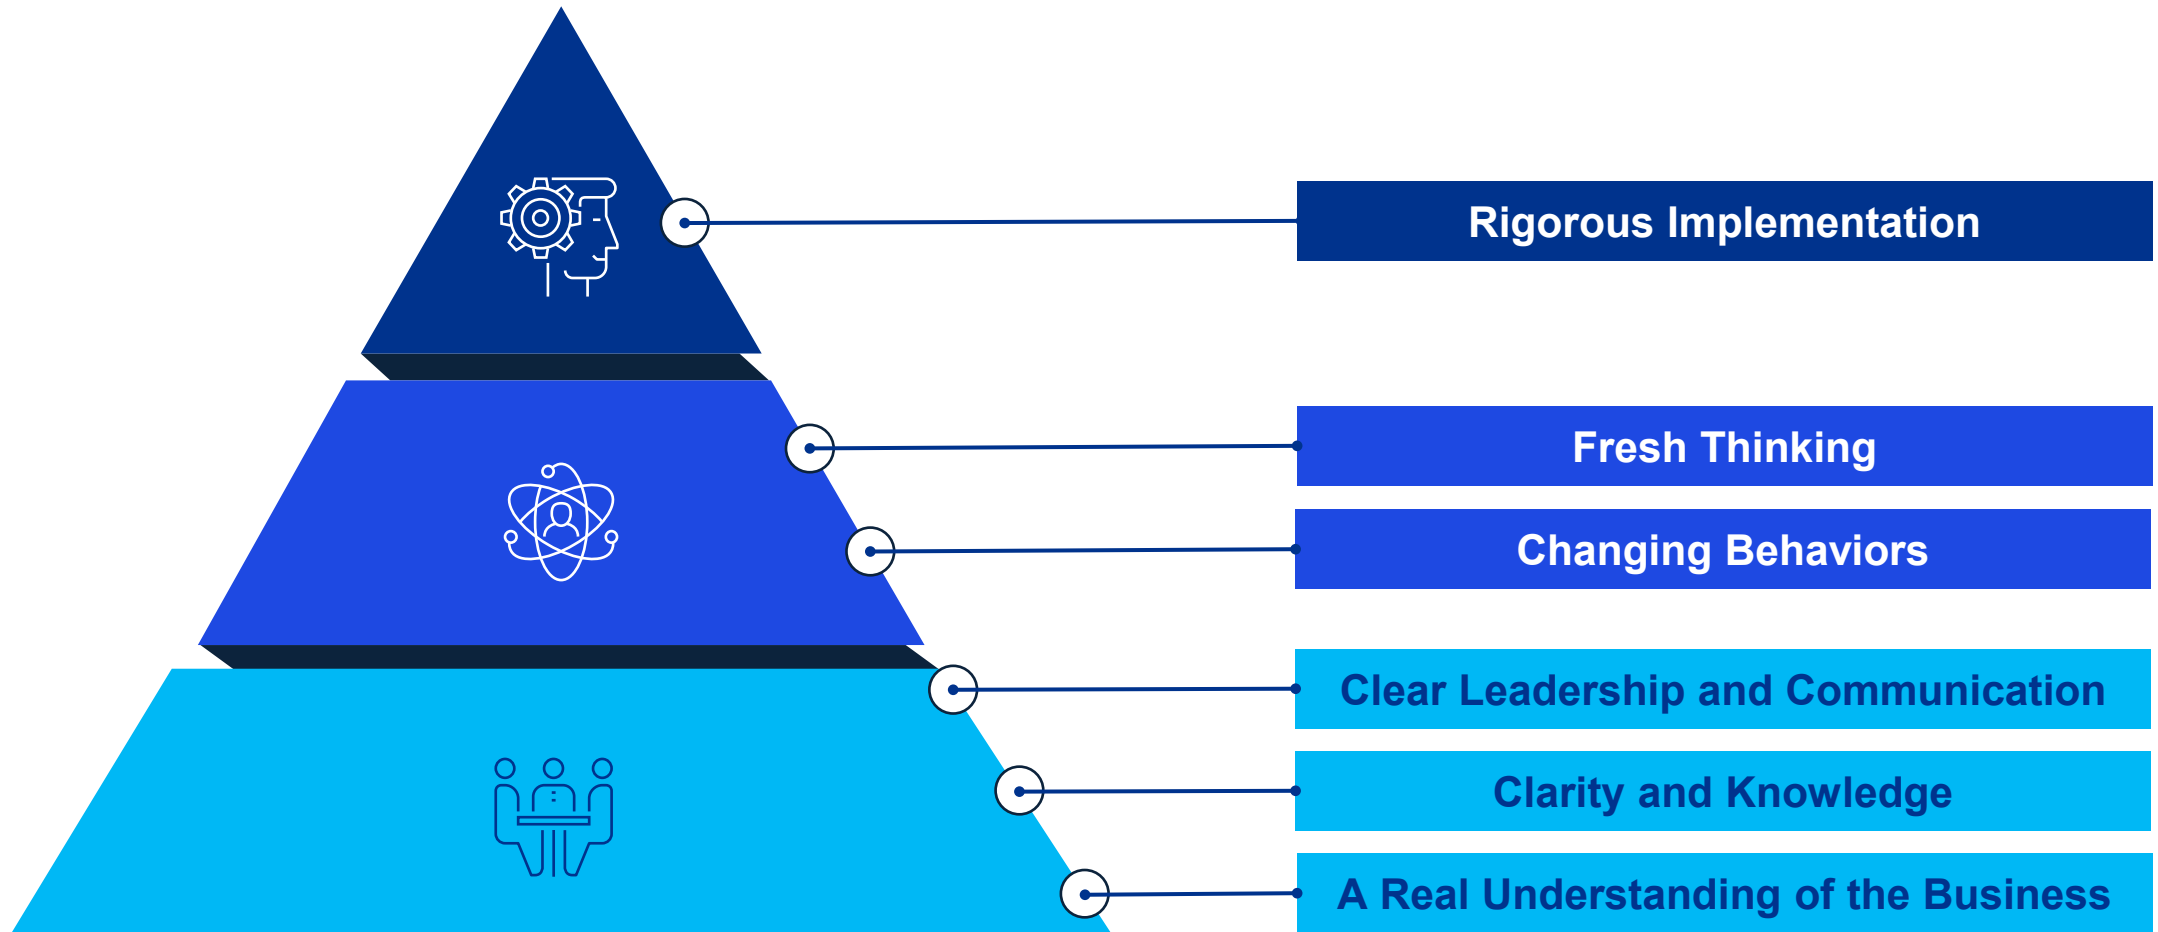 Rigorous Implementation
Fresh Thinking
Changing Behaviors
Clear Leadership and Communication
Clarity and Knowledge
A Real Understanding of the Business